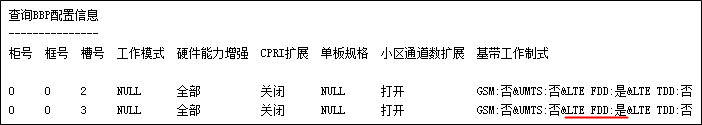 查询BBP配置信息
---------------
柜号 框号 槽号 工作模式 硬件能力增强 CPRI扩展 单板规格 小区通道数扩展 基带工作制式
0 0 2 NULL 全部 关闭 NULL 打开 GSM:否&UMTS:否&LTE FDD:是&LTE TDD:否
0 0 3 NULL 全部 关闭 NULL 打开 GSM:否&UMTS:否&LTE FDD:是&LTE TDD:否